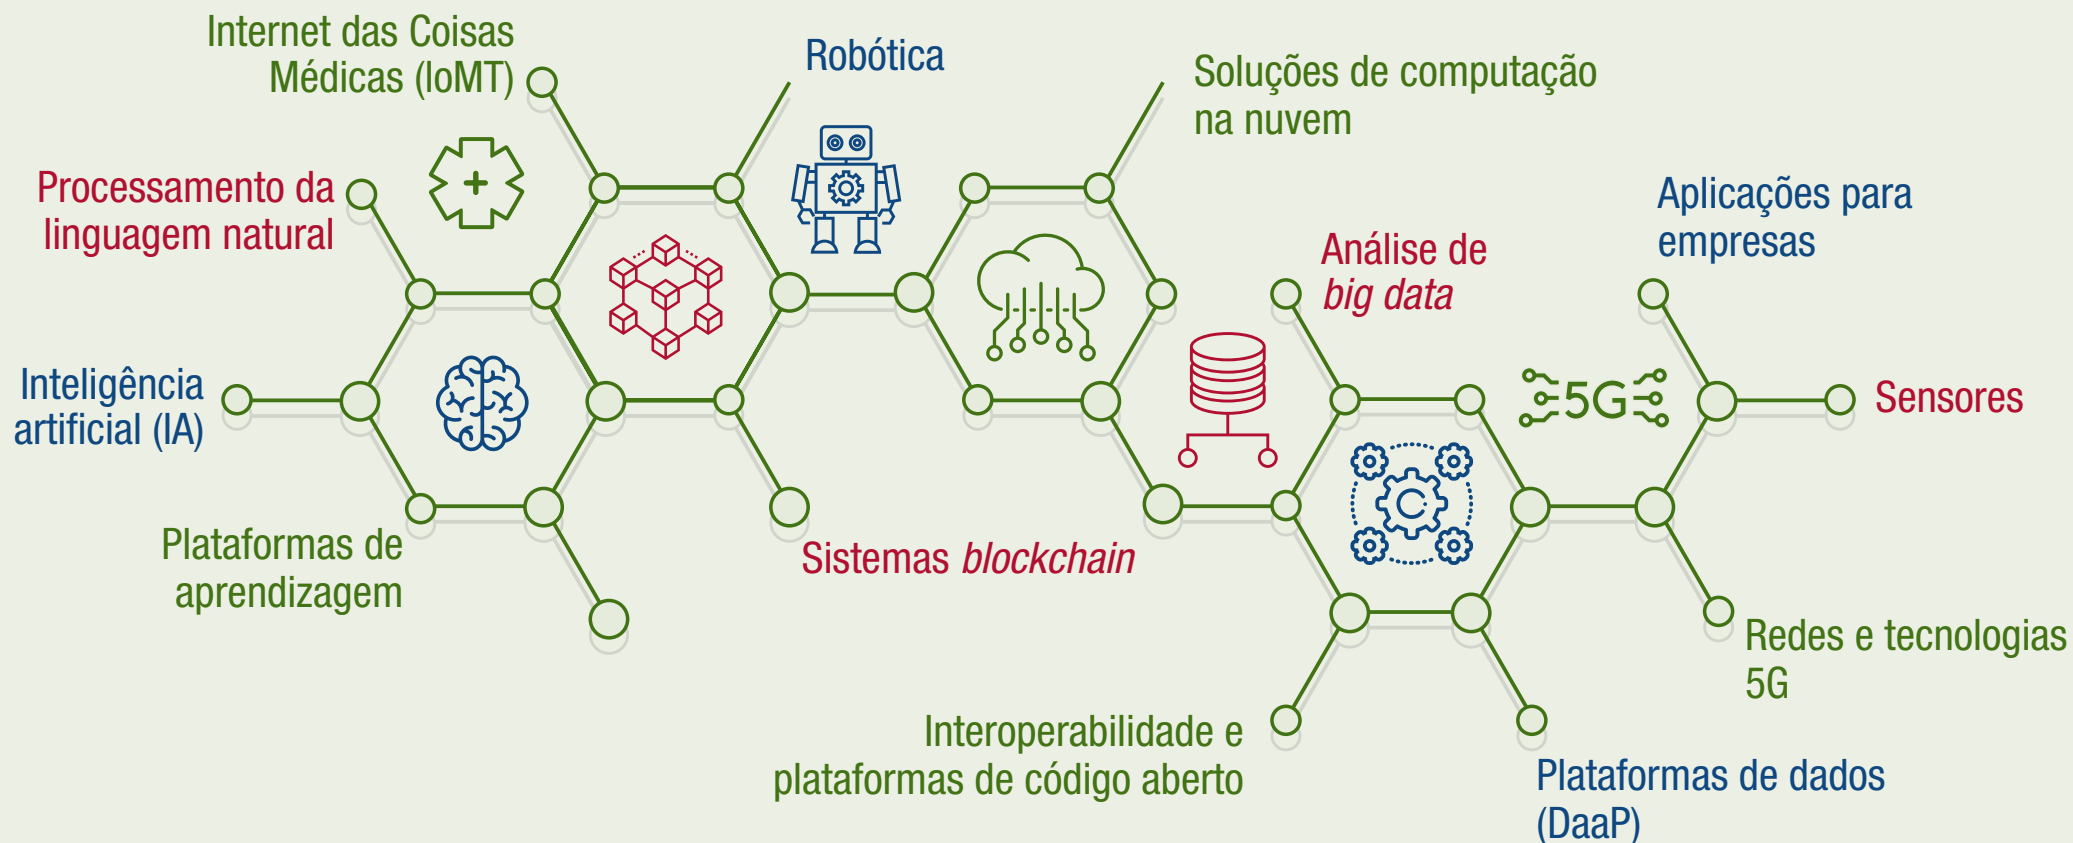 Internet das Coisas
Médicas (IoMT)
Robótica
Soluções de computação
na nuvem
Processamento da
linguagem natural
Aplicações para
empresas
Análise de
big data
Inteligência
artificial (IA)
5G
Sensores
Plataformas de
aprendizagem
Sistemas blockchain
Redes e tecnologias
5G
Interoperabilidade e
plataformas de código aberto
Plataformas de dados
(DaaP)